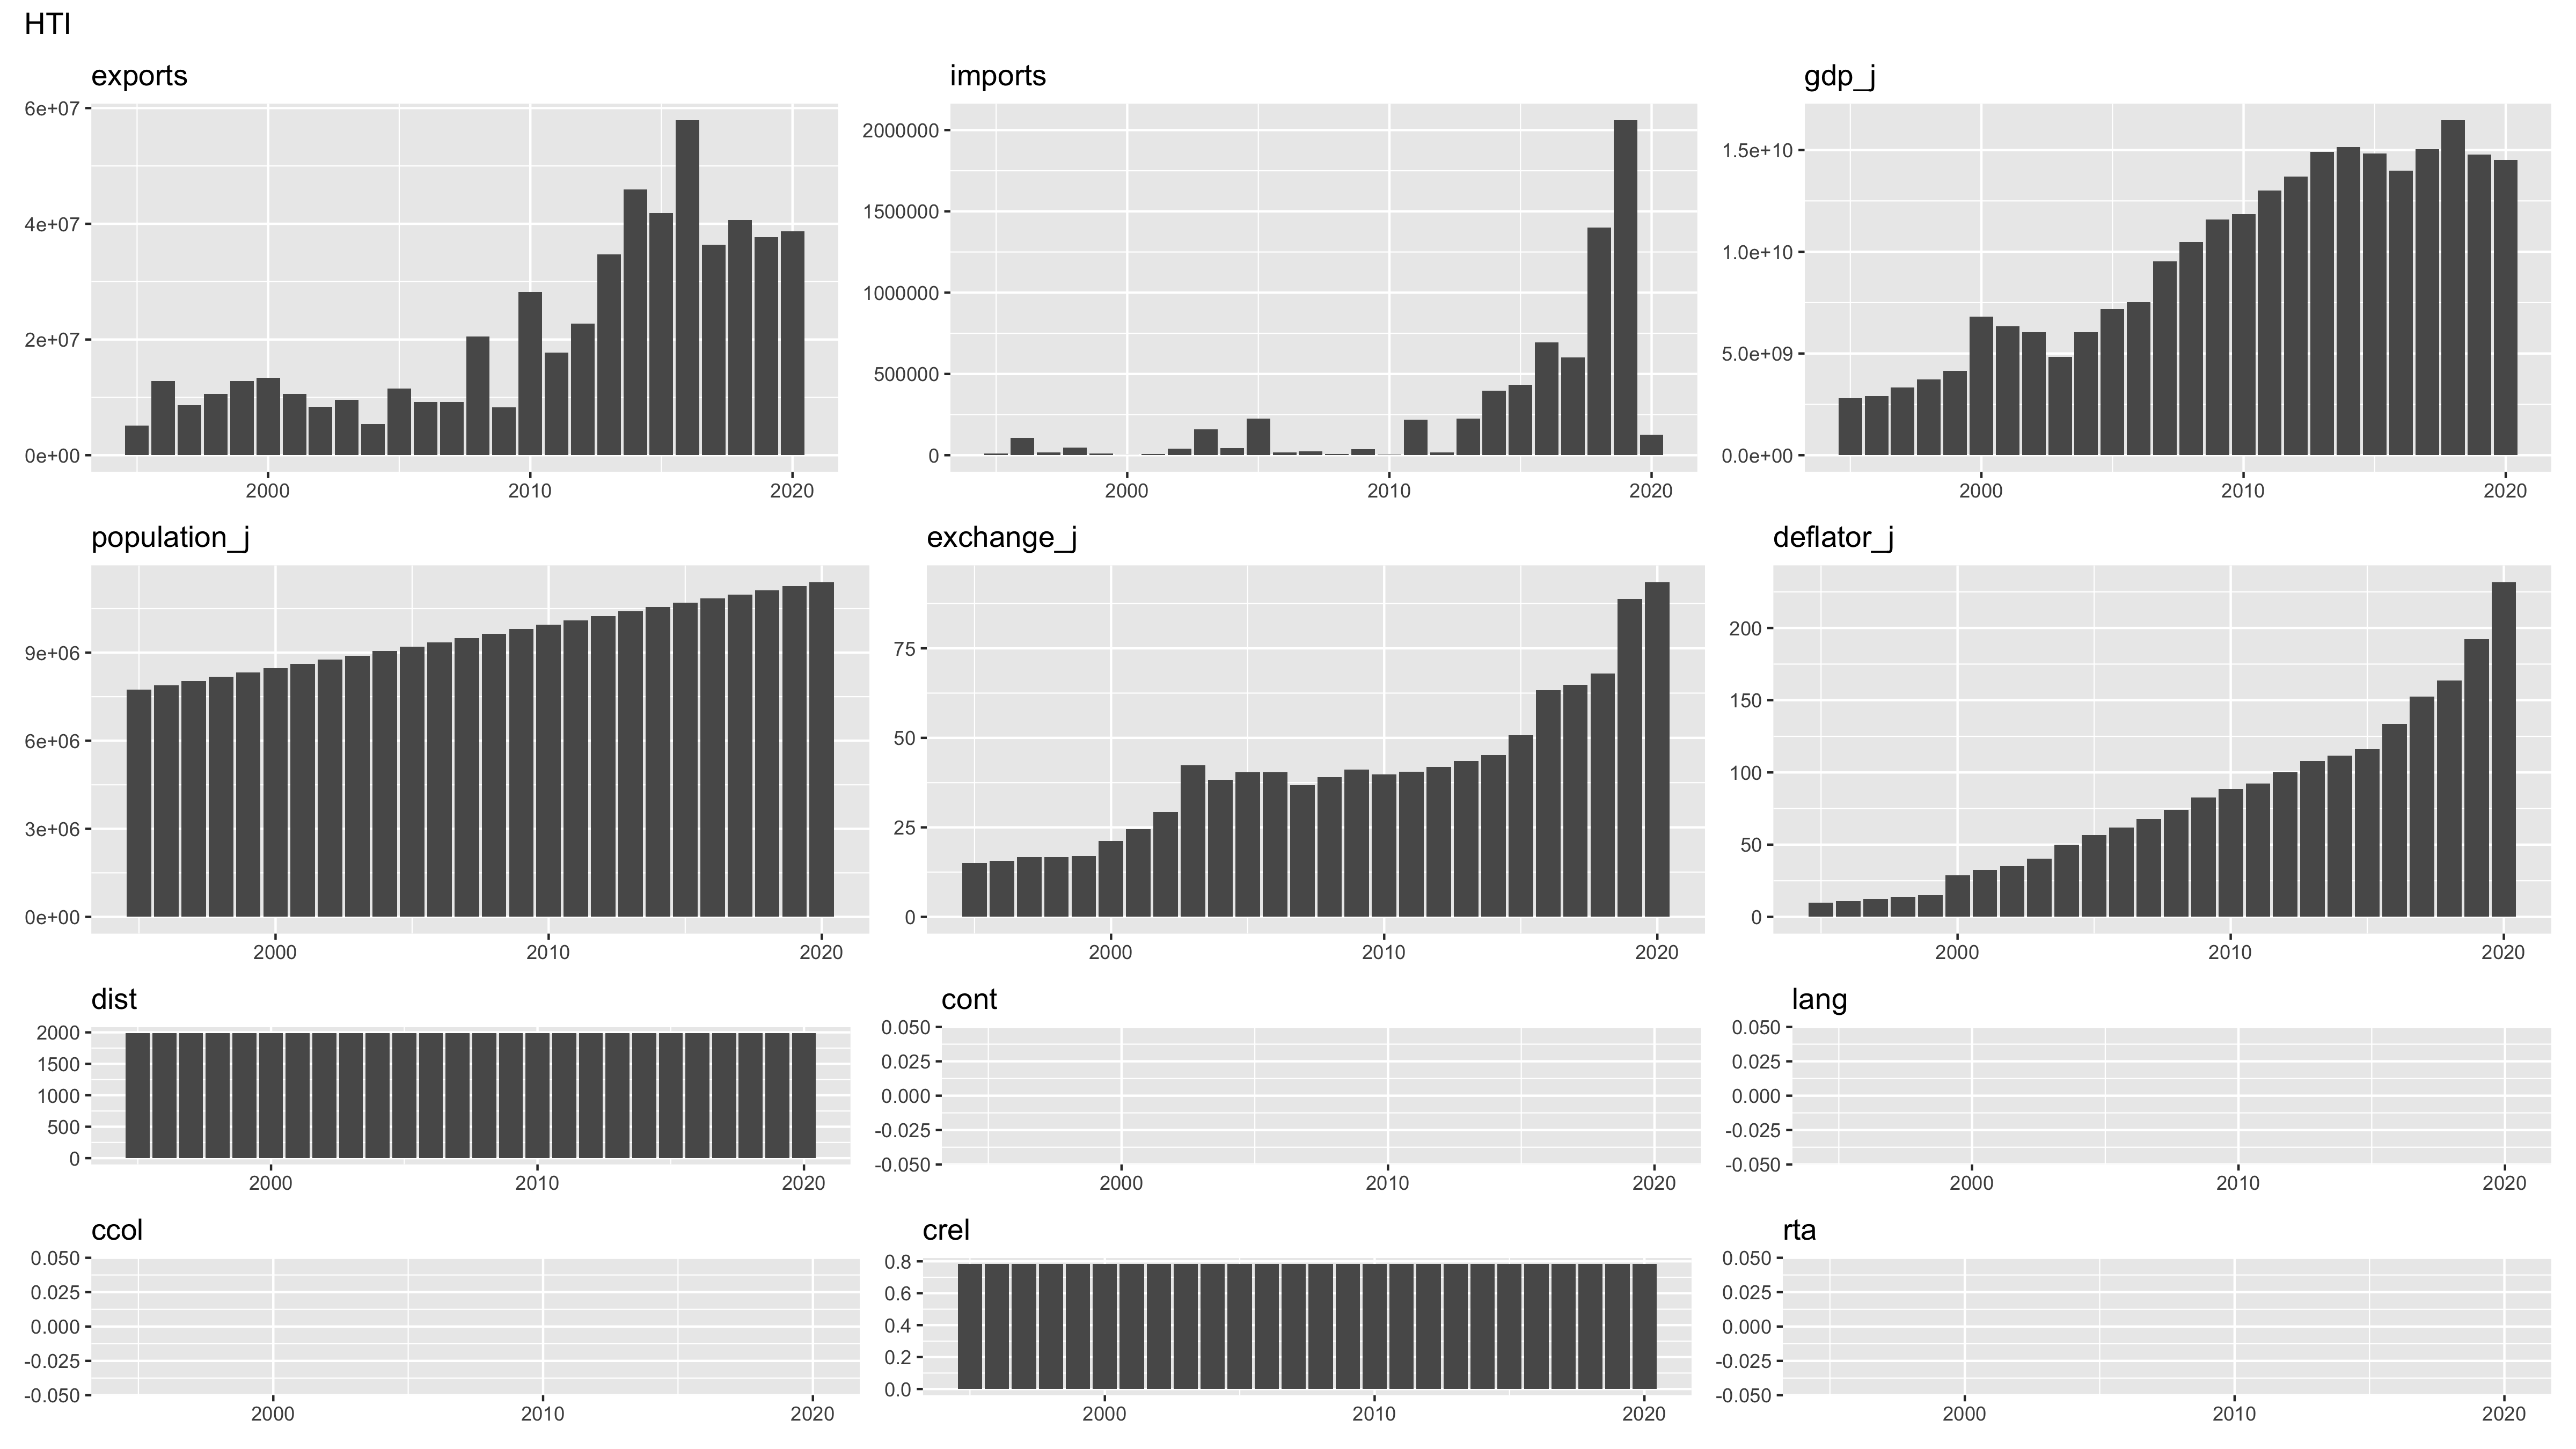 HTI
exports
6e+07
4e+07
2e+07
0e+00
2000 2010 2020
imports
2000000
1500000
1000000
500000
0
2000 2010 2020
gdp_j
1.5e+10
1.0e+10
5.0e+09
0.0e+00
2000 2010 2020
population_j
9e+06
6e+06
3e+06
0e+00
2000 2010 2020
exchange_j
75
50
25
0
2000 2010 2020
deflator_j
200
150
100
50
0
2000 2010 2020
dist
2000
1500
1000
500
0
2000 2010 2020
cont
0.050
0.025
0.000
-0.025
-0.050
2000 2010 2020
lang
0.050
0.025
0.000
-0.025
-0.050
2000 2010 2020
ccol
0.050
0.025
0.000
-0.025
-0.050
2000 2010 2020
crel
0.8
0.6
0.4
0.2
0.0
2000 2010 2020
rta
0.050
0.025
0.000
-0.025
-0.050
2000 2010 2020